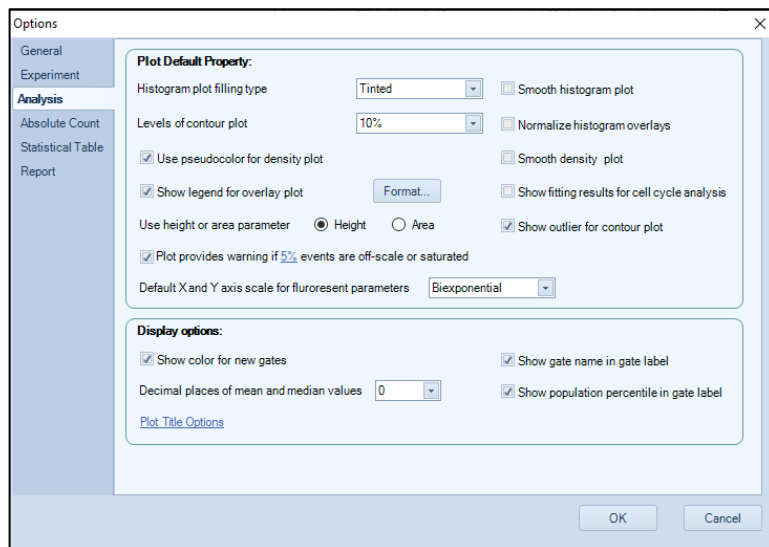 Options
General
Experiment
Analysis
Absolute Count
Statistical Table
Report
Plot Default Property:
Histogram plot filling type Tinted Smooth histogram plot
Levels of contour plot 10% Normalize histogram overlays
Use pseudocolor for density plot Smooth density plot
Show legend for overlay plot Format... Show fitting results for cell cycle analysis
Use height or area parameter Height Area Show outlier for contour plot
Plot provides warning if 5% events are off-scale or saturated
Default X and Y axis scale for fluroresent parameters Biexponential
Display options:
Show color for new gates Show gate name in gate label
Decimal places of mean and median values 0 Show population percentile in gate label
Plot Title Options
OK Cancel